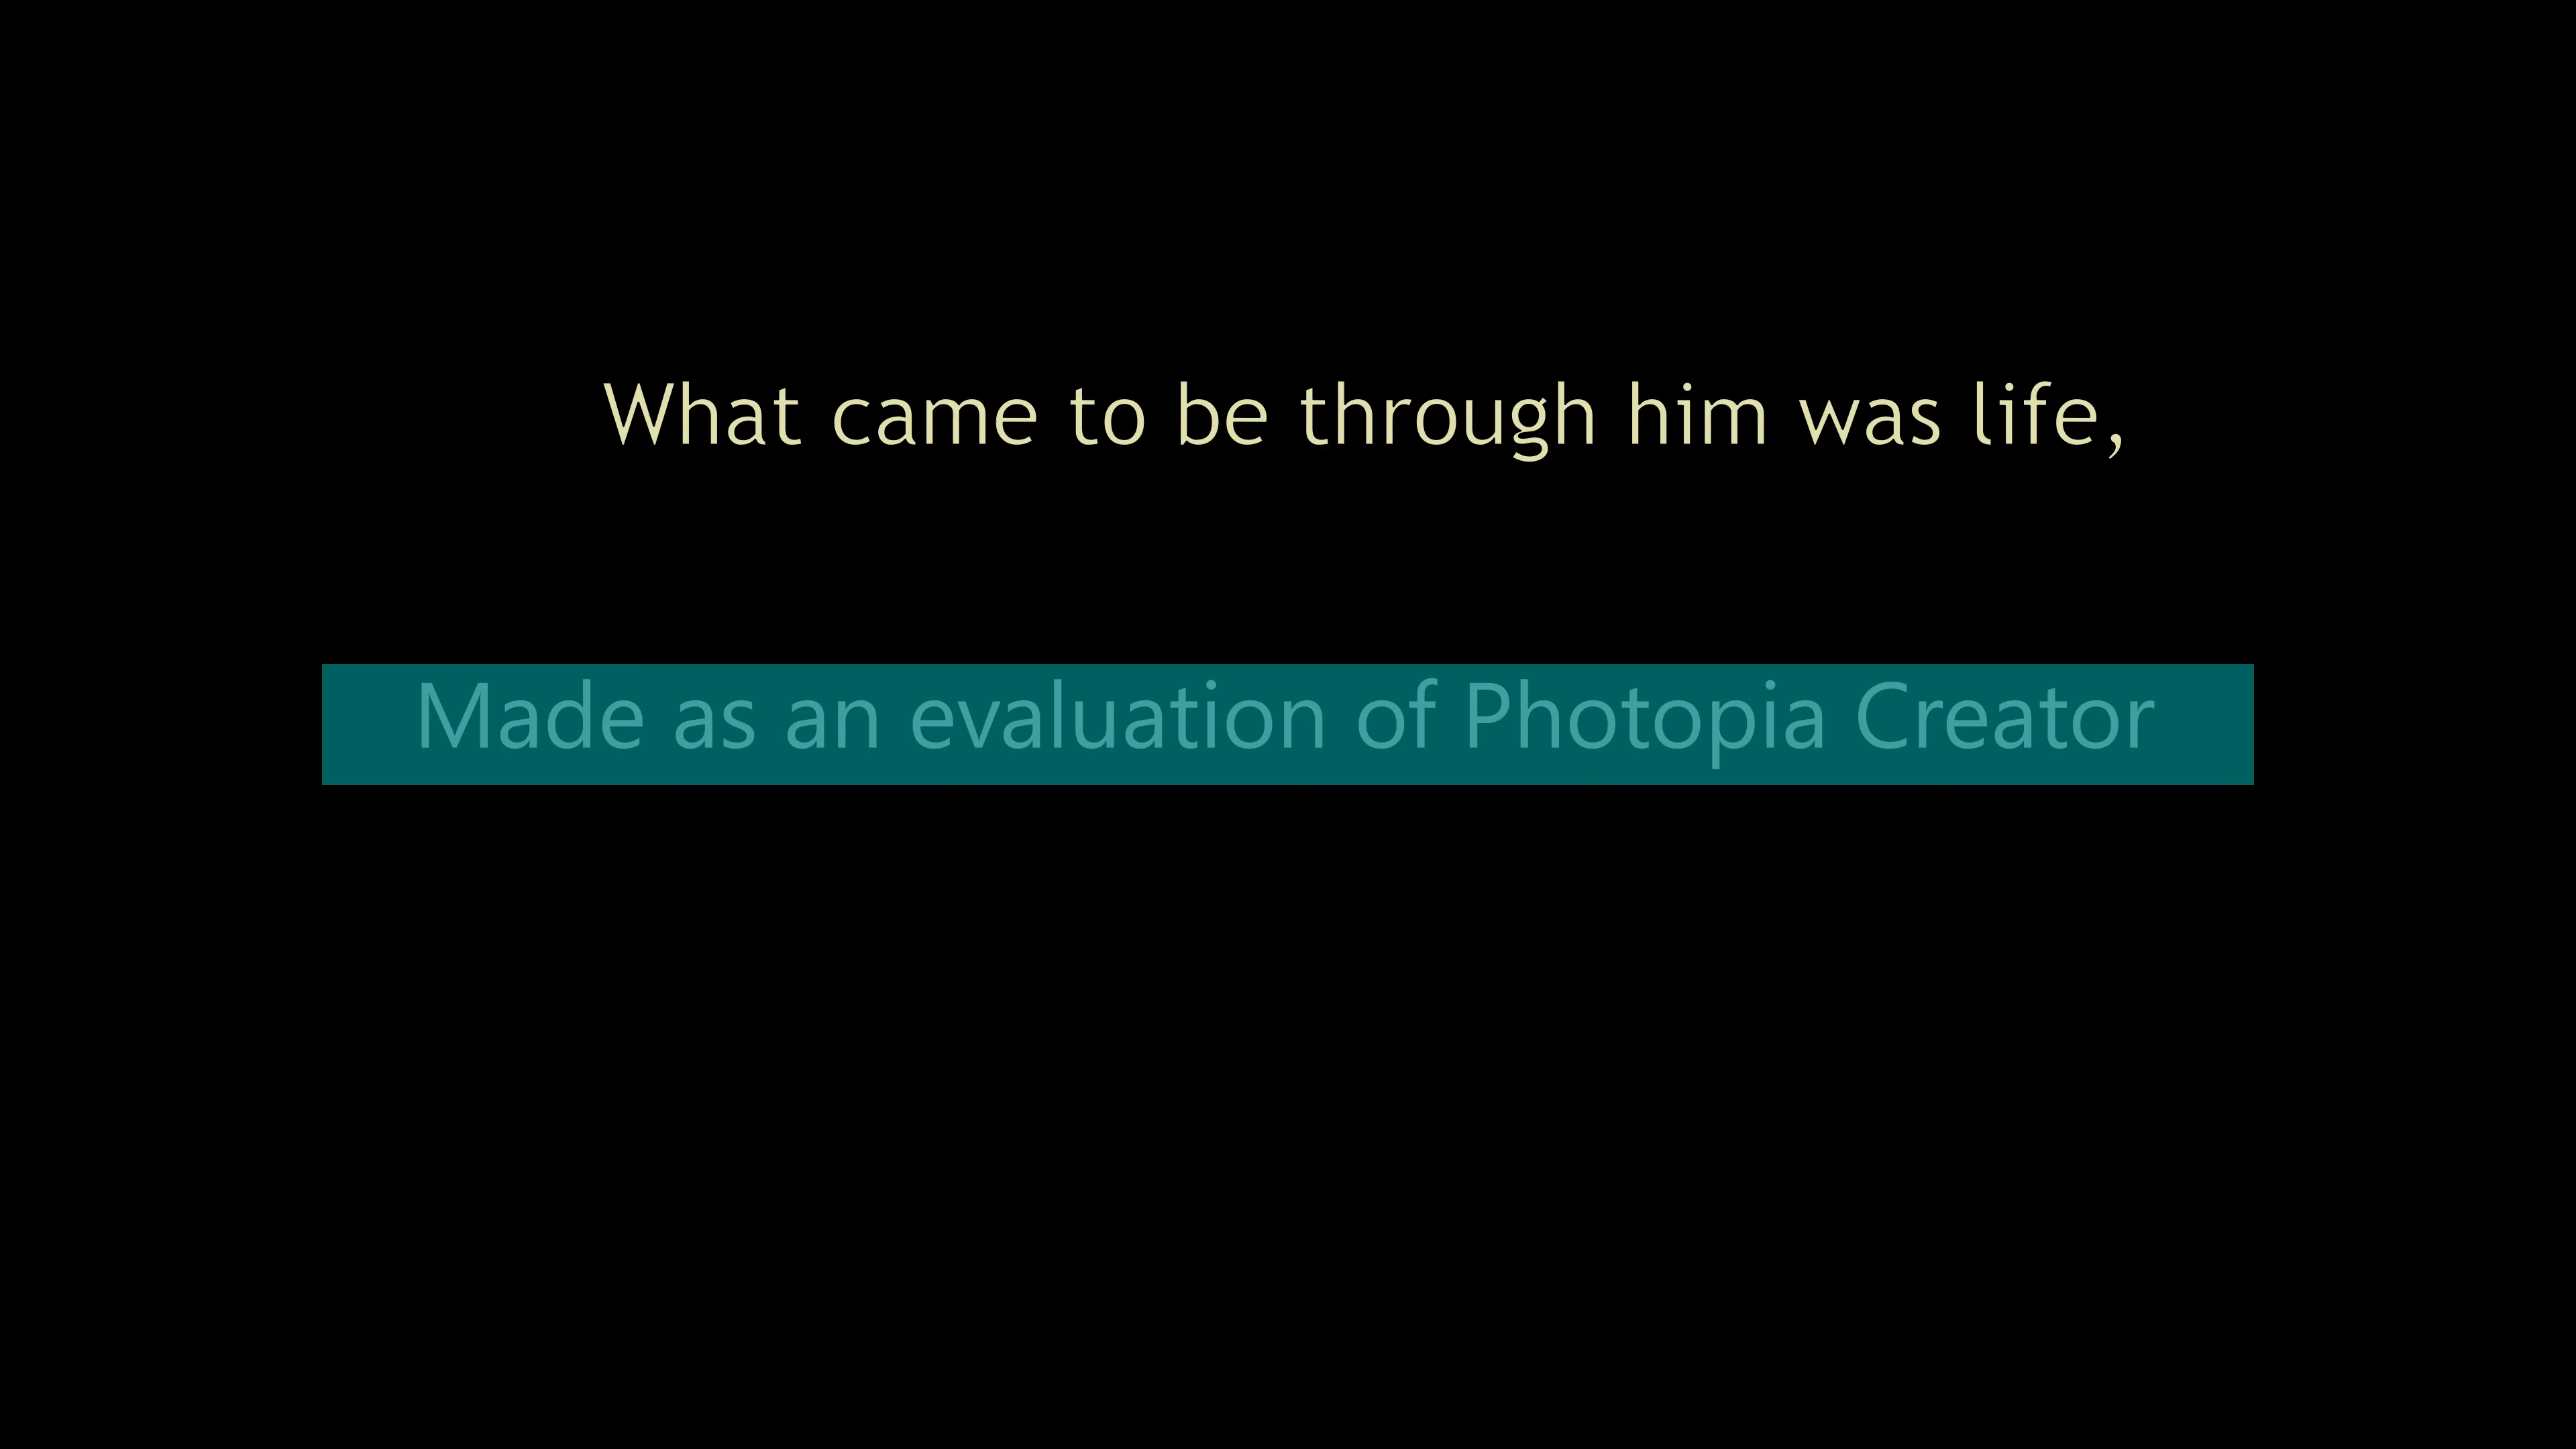 What came to be through him was life,
Made as an evaluation of Photopia Creator